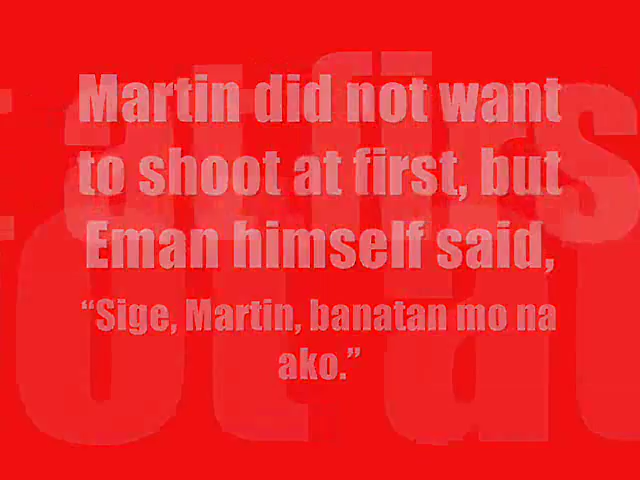 Martin did not want
to shoot at first, but
Eman himself said,
“Sige, Martin, banatan mo na
ako.”